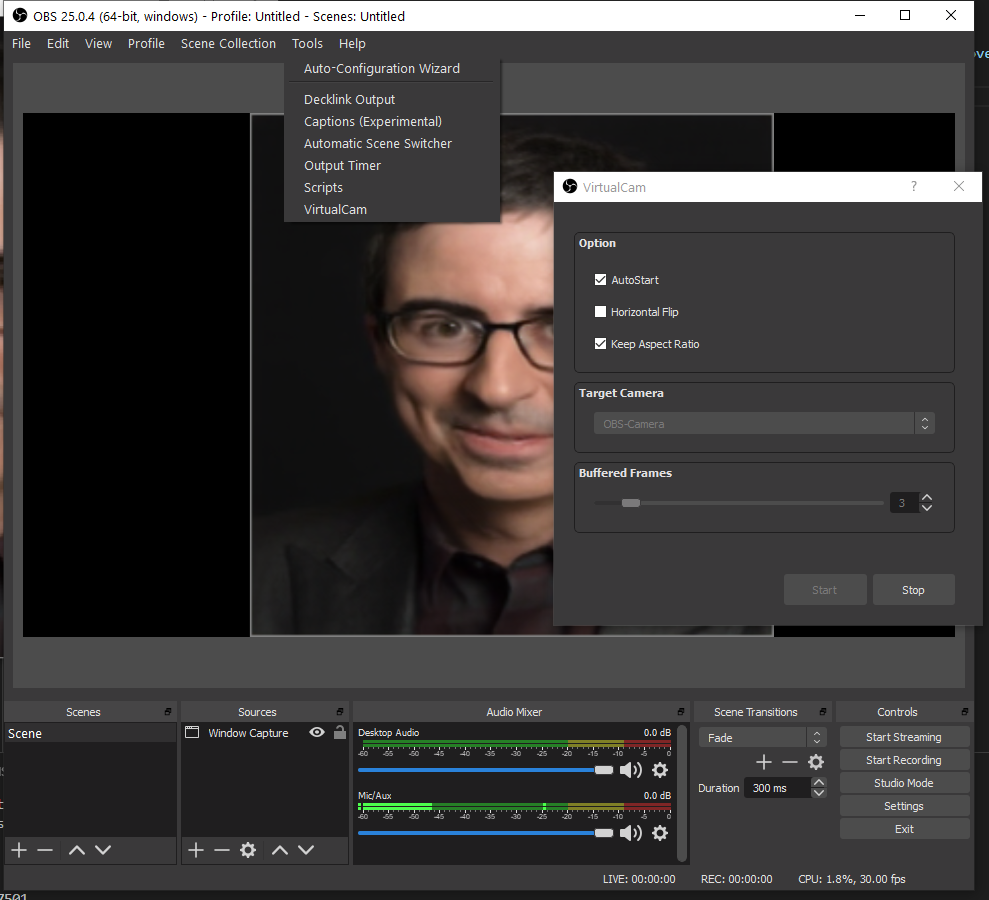 OBS 25.0.4 (64-bit, windows) - Profile: Untitled - Scenes: Untitled
File Edit View Profile Scene Collection Tools Help
Auto-Configuration Wizard
Decklink Output
Captions (Experimental)
Automatic Scene Switcher
Output Timer
Scripts
VirtualCam
VirtualCam ?
Option
AutoStart
Horizontal Flip
Keep Aspect Ratio
Target Camera
OBS-Camera
Buffered Frames
3
Start Stop
Scenes
Scene
Sources
Window Capture
Audio Mixer
Desktop Audio 0.0 dB
-60 -55 -50 -45 -40 -35 -30 -25 -20 -15 -10 -5 0
Mic/Aux 0.0 dB
-60 -55 -50 -45 -40 -35 -30 -25 -20 -15 -10 -5 0
Scene Transitions
Fade
Duration 300 ms
Controls
Start Streaming
Start Recording
Studio Mode
Settings
Exit
LIVE: 00:00:00 REC: 00:00:00 CPU: 1.8%, 30.00 fps